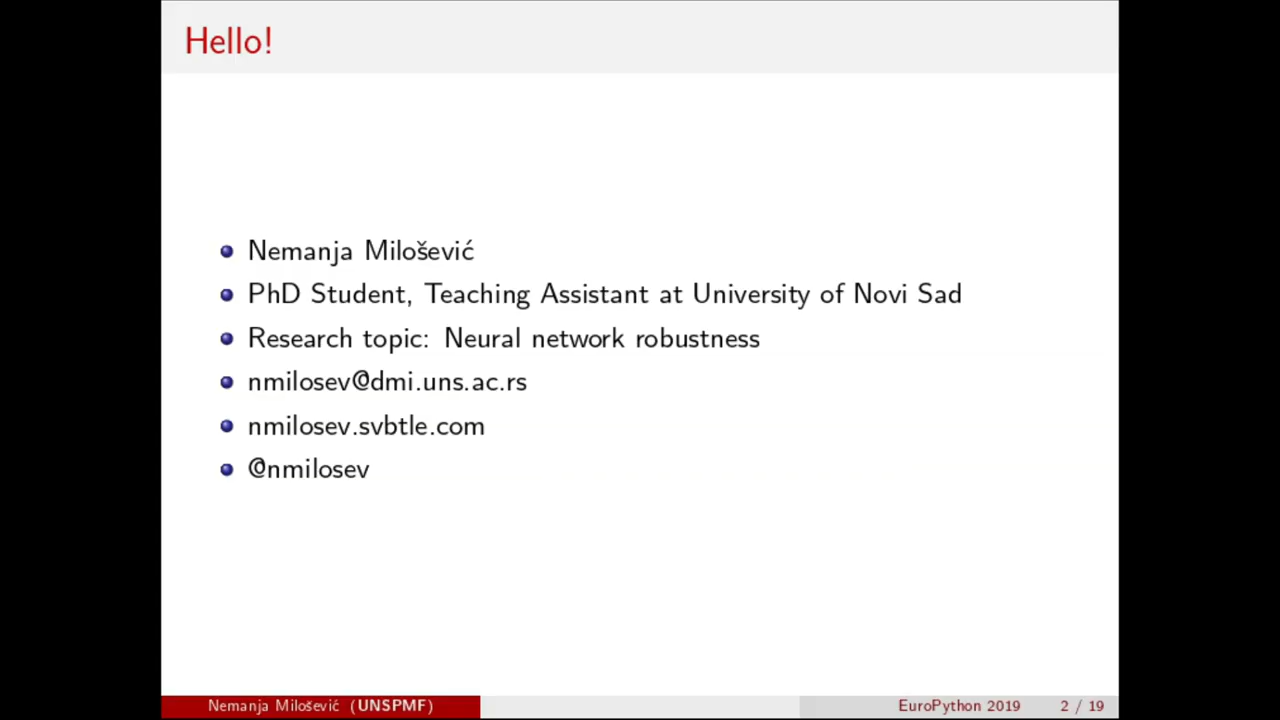 Hello!
Nemanja Milošević
PhD Student, Teaching Assistant at University of Novi Sad
Research topic: Neural network robustness
nmilosev@dmi.uns.ac.rs
nmilosev.svbtle.com
@nmilosev
Nemanja Milošević (UNSPMF) EuroPython 2019 2 / 19